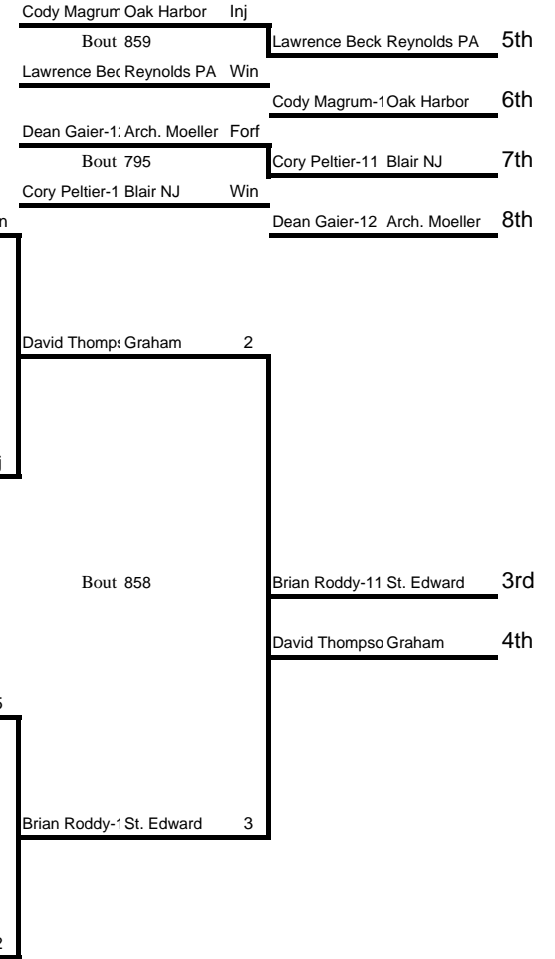 Cody Magrum Oak Harbor Inj
Bout 859
Lawrence Beck Reynolds PA 5th
Lawrence Bec Reynolds PA Win
Cody Magrum-1 Oak Harbor 6th
Dean Gaier-1 Arch. Moeller Forf
Bout 795
Cory Peltier-11 Blair NJ 7th
Cory Peltier-1 Blair NJ Win
Dean Gaier-12 Arch. Moeller 8th
n
David Thomps Graham 2
j
Bout 858
Brian Roddy-11 St. Edward 3rd
David Thompso Graham 4th
5
Brian Roddy-1 St. Edward 3
2